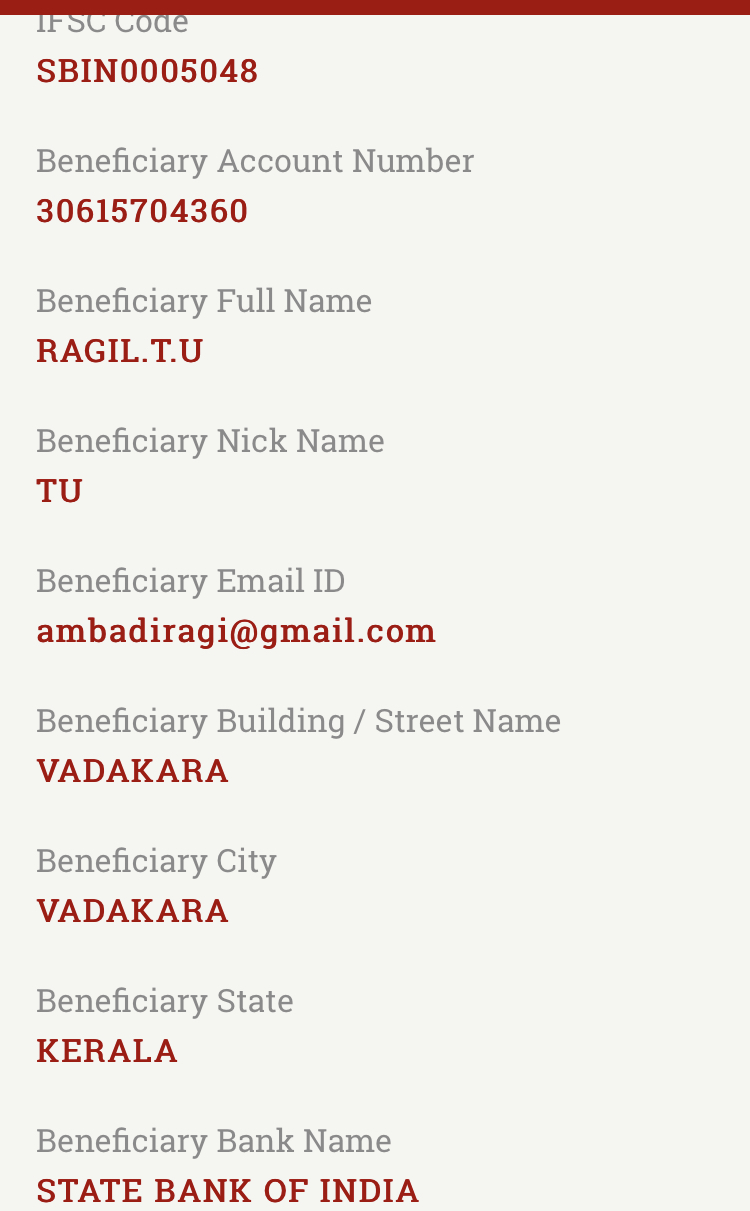 IFSC Code
SBIN0005048
Beneficiary Account Number
30615704360
Beneficiary Full Name
RAGIL.T.U
Beneficiary Nick Name
TU
Beneficiary Email ID
ambadiragi@gmail.com
Beneficiary Building / Street Name
VADAKARA
Beneficiary City
VADAKARA
Beneficiary State
KERALA
Beneficiary Bank Name
STATE BANK OF INDIA